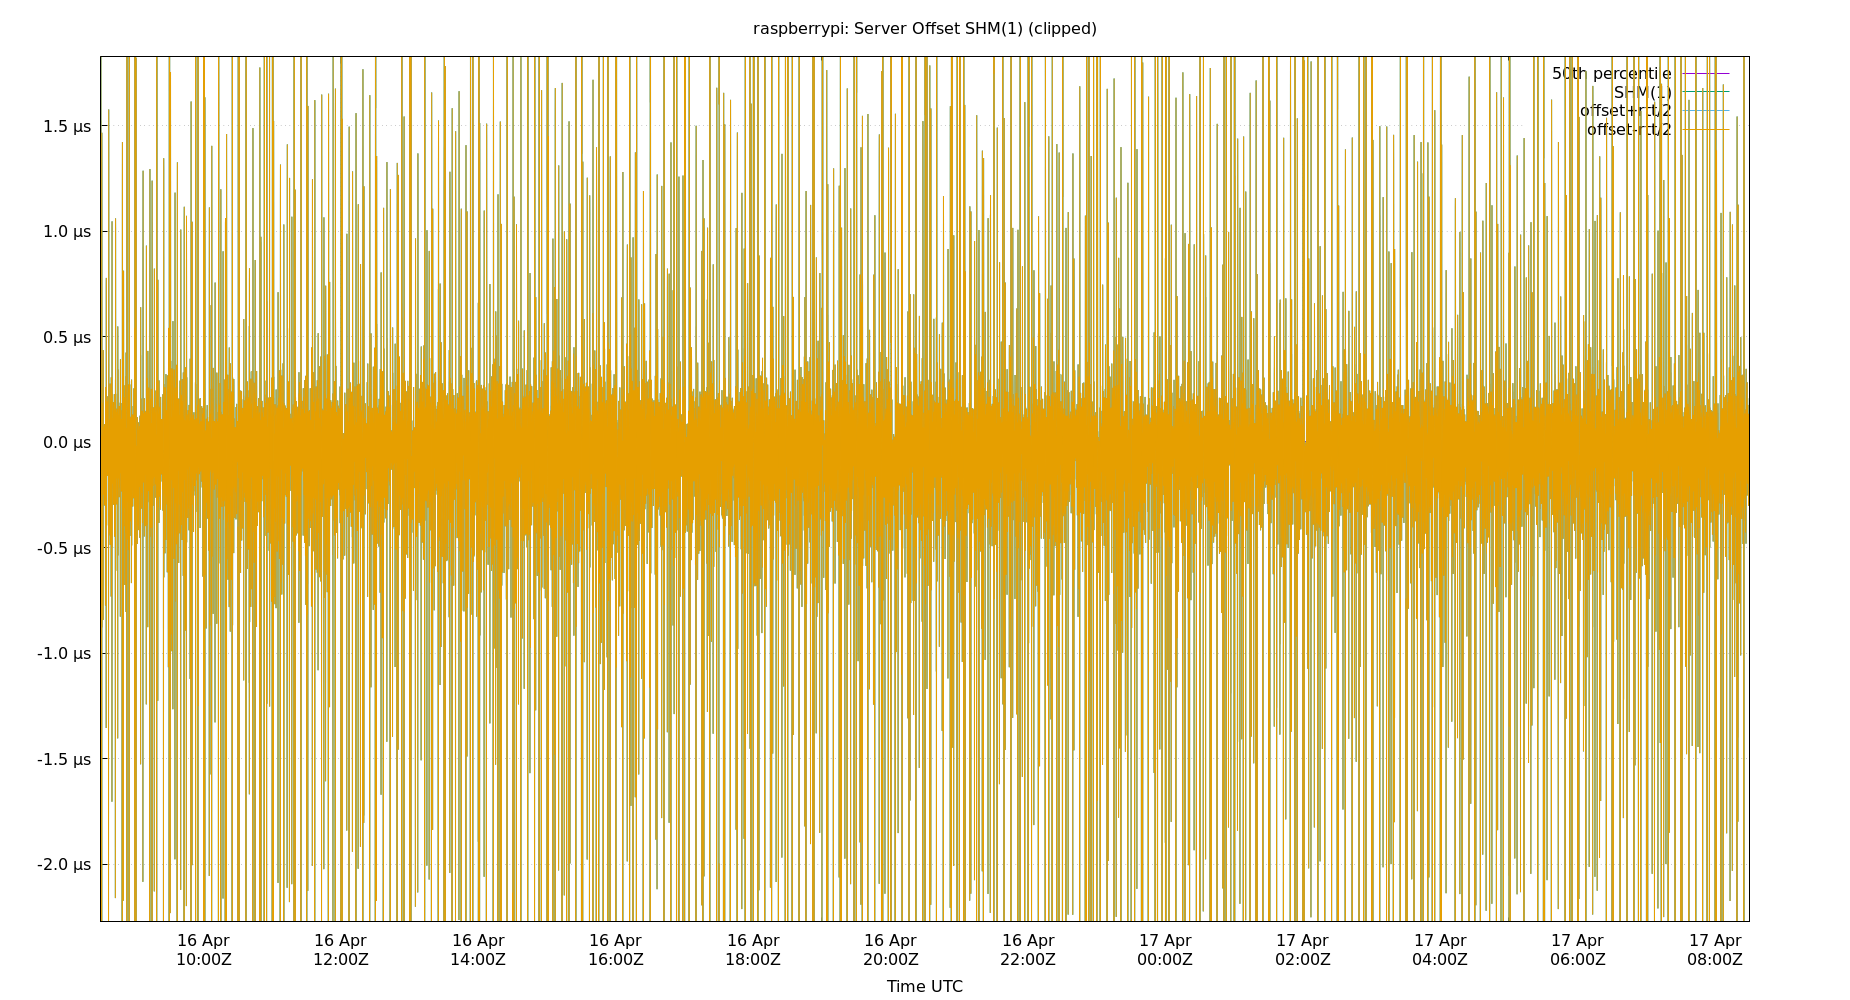 raspberrypi: Server Offset SHM(1) (clipped)
50th percentile
SHM(1)
offset+rtt/2
offset-rtt/2
1.5 µs
1.0 µs
0.5 µs
0.0 µs
-0.5 µs
-1.0 µs
-1.5 µs
-2.0 µs
16 Apr 16 Apr 16 Apr 16 Apr 16 Apr 16 Apr 16 Apr 17 Apr 17 Apr 17 Apr 17 Apr 17 Apr
10:00Z 12:00Z 14:00Z 16:00Z 18:00Z 20:00Z 22:00Z 00:00Z 02:00Z 04:00Z 06:00Z 08:00Z
Time UTC